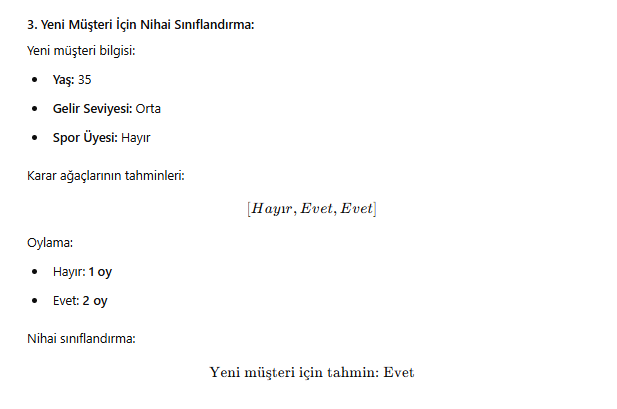 3. Yeni Müşteri İçin Nihai Sınıflandırma:
Yeni müşteri bilgisi:
• Yaş: 35
• Gelir Seviyesi: Orta
• Spor Üyesi: Hayır
Karar ağaçlarının tahminleri:
[Hayır, Evet, Evet]
Oylama:
• Hayır: 1 oy
• Evet: 2 oy
Nihai sınıflandırma:
Yeni müşteri için tahmin: Evet